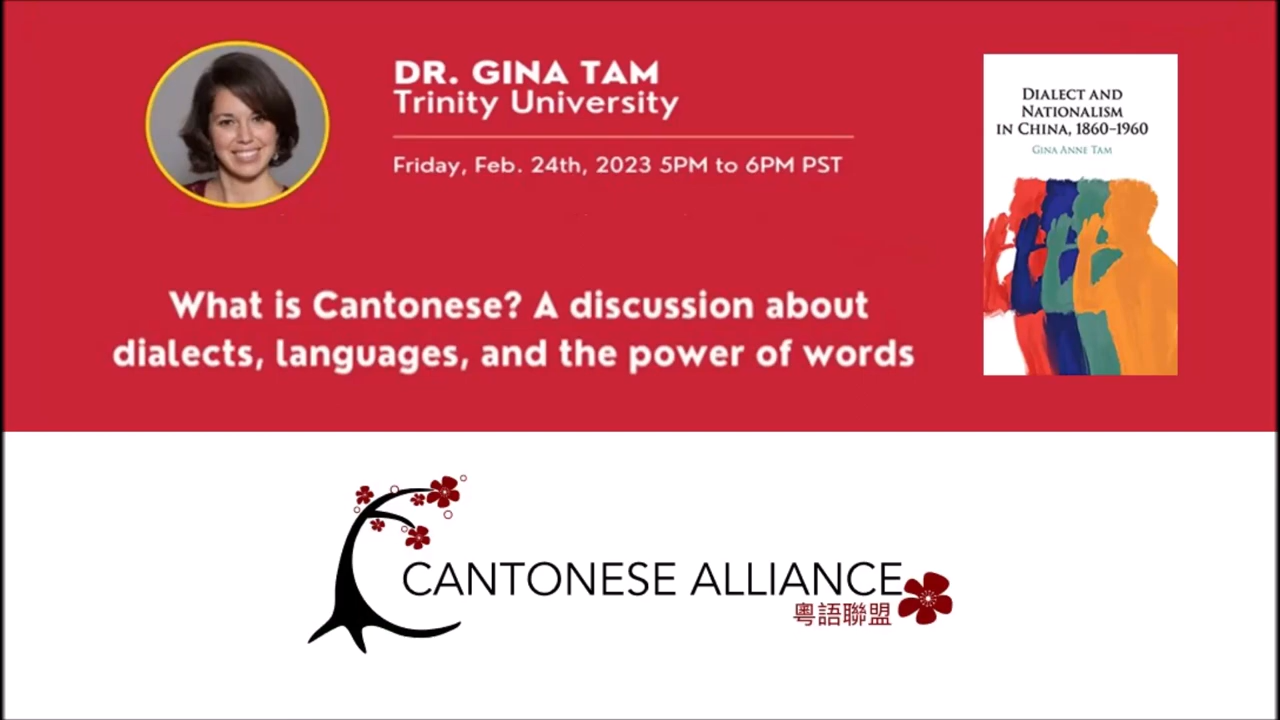 DR. GINA TAM
Trinity University
Friday, Feb. 24th, 2023 5PM to 6PM PST
What is Cantonese? A discussion about
dialects, languages, and the power of words
DIALECT AND
NATIONALISM
IN CHINA, 1860–1960
GINA ANNE TAM
CANTONESE ALLIANCE
粵語聯盟